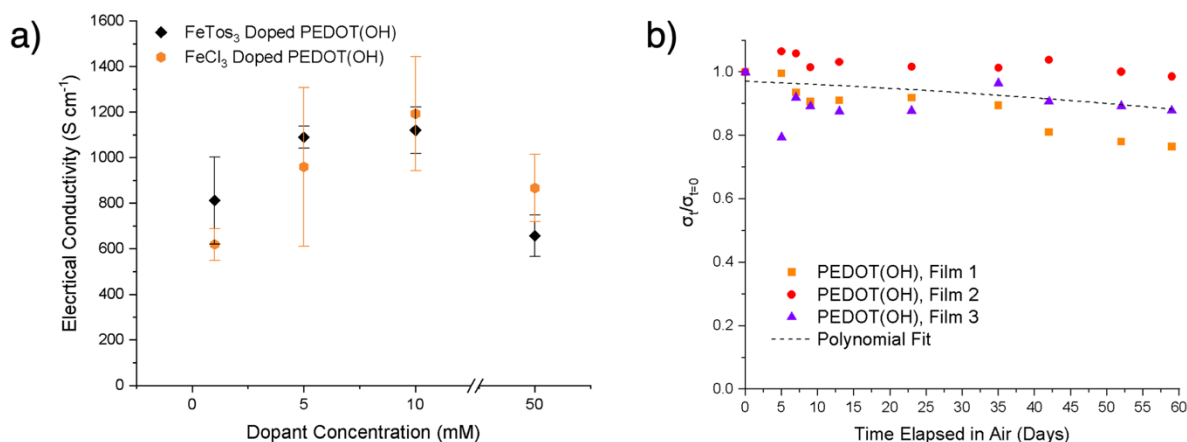 a)
Elecrtical Conductivity (S cm⁻¹)
1600
1400
1200
1000
800
600
400
200
0
FeTos₃ Doped PEDOT(OH)
FeCl₃ Doped PEDOT(OH)
0 5 10 50
Dopant Concentration (mM)
b)
σₜ/σₜ₌₀
1.0
0.8
0.6
0.4
0.2
0.0
PEDOT(OH), Film 1
PEDOT(OH), Film 2
PEDOT(OH), Film 3
Polynomial Fit
0 5 10 15 20 25 30 35 40 45 50 55 60
Time Elapsed in Air (Days)